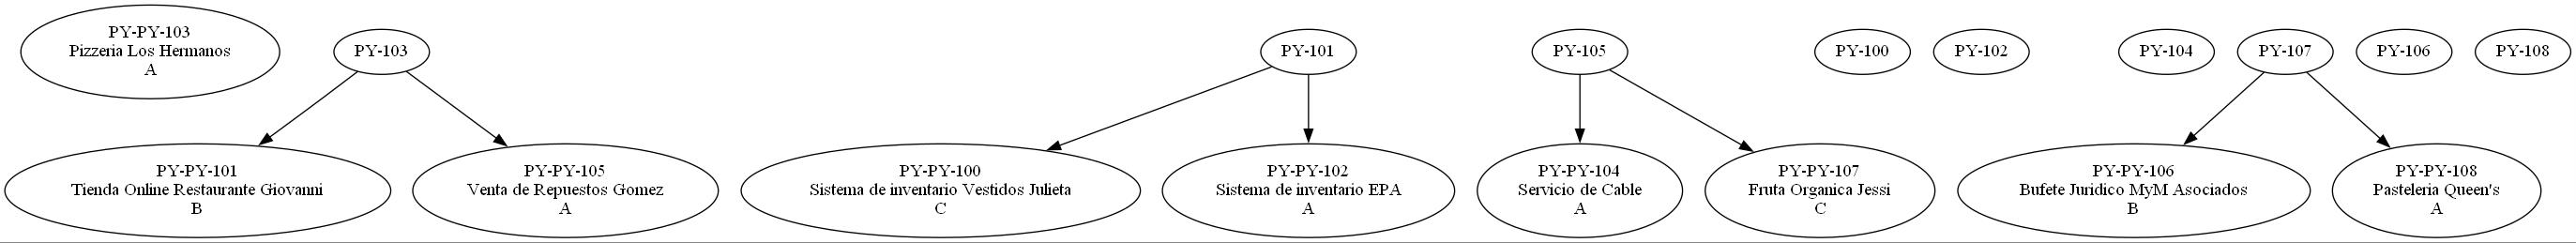 PY-PY-103
Pizzeria Los Hermanos
A
PY-103
PY-101
PY-105
PY-100
PY-102
PY-104
PY-107
PY-106
PY-108
PY-PY-101
Tienda Online Restaurante Giovanni
B
PY-PY-105
Venta de Repuestos Gomez
A
PY-PY-100
Sistema de inventario Vestidos Julieta
C
PY-PY-102
Sistema de inventario EPA
A
PY-PY-104
Servicio de Cable
A
PY-PY-107
Fruta Organica Jessi
C
PY-PY-106
Bufete Juridico MyM Asociados
B
PY-PY-108
Pasteleria Queen's
A